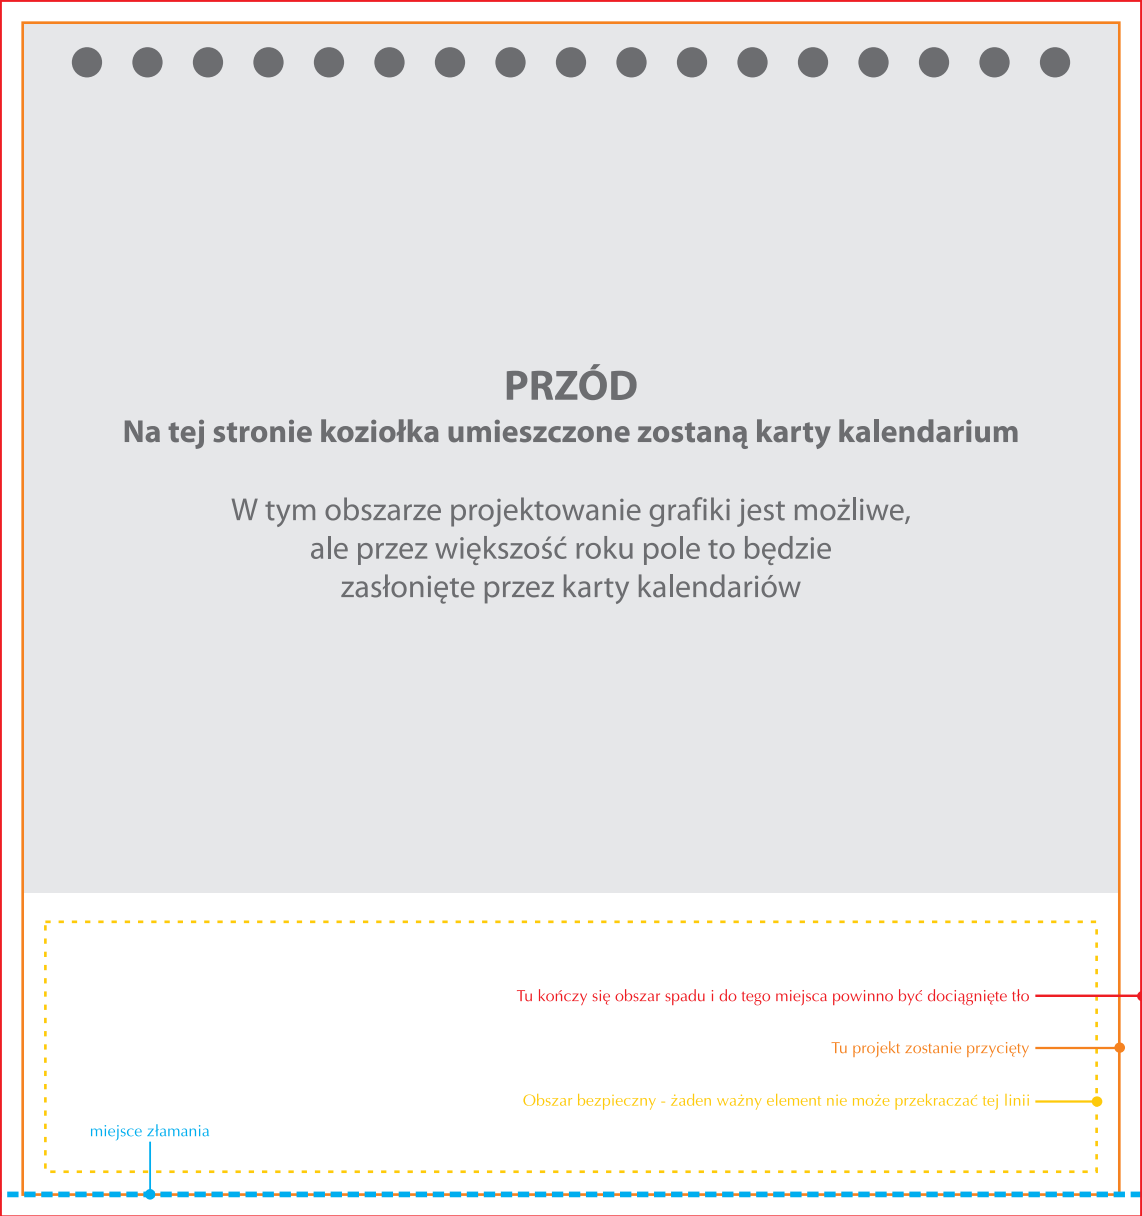 PRZÓD
Na tej stronie koziołka umieszczone zostaną karty kalendarium
W tym obszarze projektowanie grafiki jest możliwe,
ale przez większość roku pole to będzie
zasłonięte przez karty kalendariów
Tu kończy się obszar spadu i do tego miejsca powinno być dociągnięte tło
Tu projekt zostanie przycięty
Obszar bezpieczny - żaden ważny element nie może przekraczać tej linii
miejsce złamania